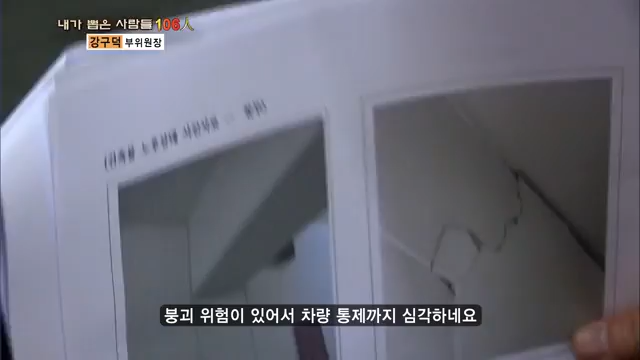 내가 뽑은 사람들 106人
강구덕 부위원장
붕괴 위험이 있어서 차량 통제까지 심각하네요